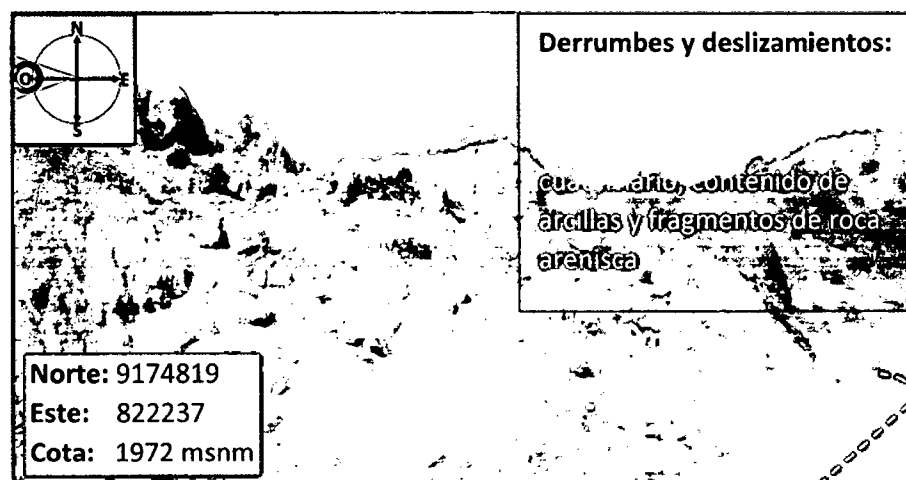 N
O E
S
Derrumbes y deslizamientos:
contenido de
arcillas y fragmentos de roca
arenisca
Norte: 9174819
Este: 822237
Cota: 1972 msnm